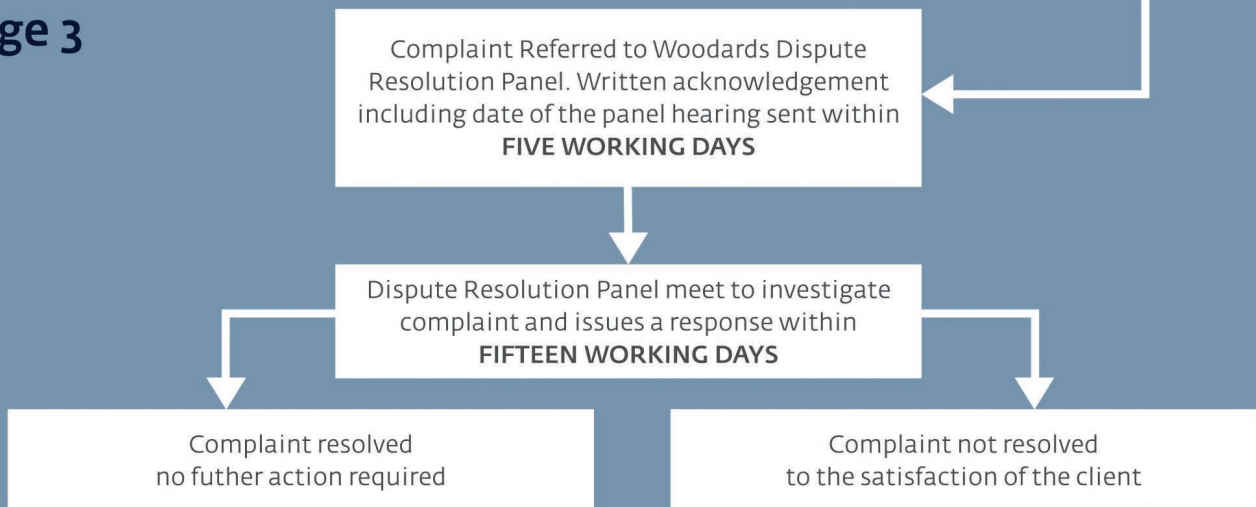 ge 3
Complaint Referred to Woodards Dispute
Resolution Panel. Written acknowledgement
including date of the panel hearing sent within
FIVE WORKING DAYS
Dispute Resolution Panel meet to investigate
complaint and issues a response within
FIFTEEN WORKING DAYS
Complaint resolved
no futher action required
Complaint not resolved
to the satisfaction of the client